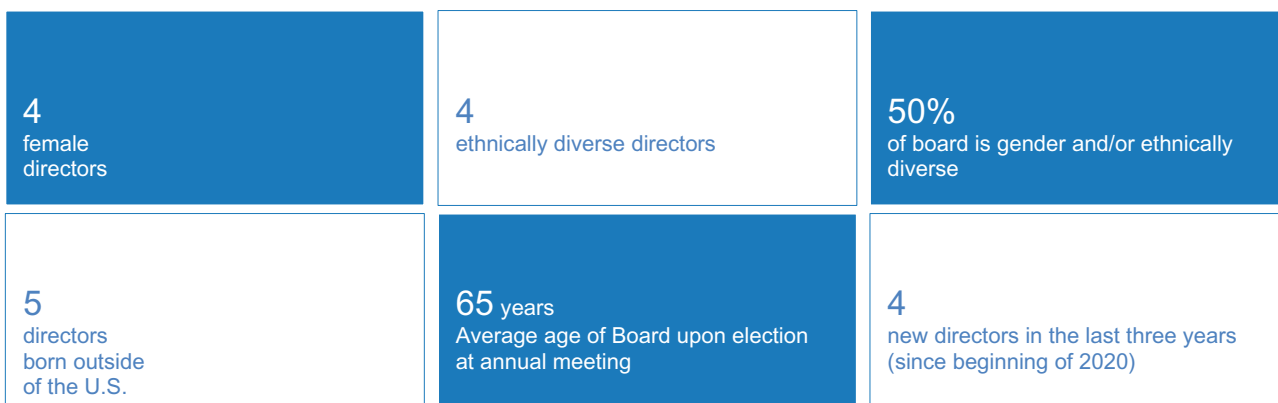 4
female
directors
4
ethnically diverse directors
50%
of board is gender and/or ethnically
diverse
5
directors
born outside
of the U.S.
65 years
Average age of Board upon election
at annual meeting
4
new directors in the last three years
(since beginning of 2020)